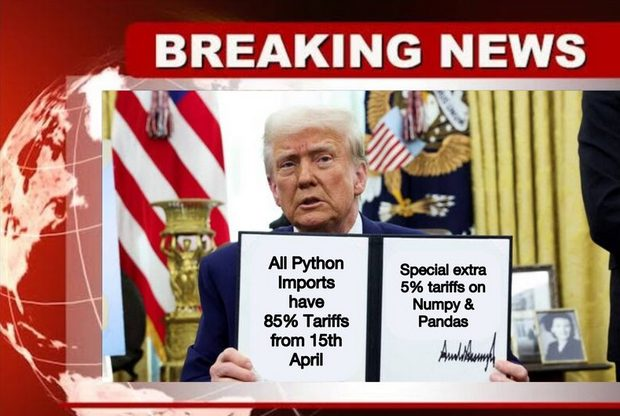 BREAKING NEWS
All Python
Imports
have
85% Tariffs
from 15th
April
Special extra
5% tariffs on
Numpy &
Pandas